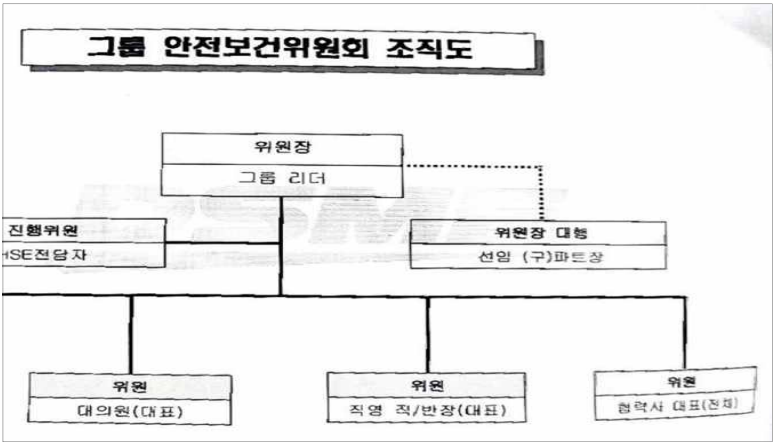 그룹 안전보건위원회 조직도
위원장
그룹 리더
진행위원
HSE전담자
위원장 대행
선임 (구)파트장
위원
대의원(대표)
위원
직영 직/반장(대표)
위원
협력사 대표(전체)